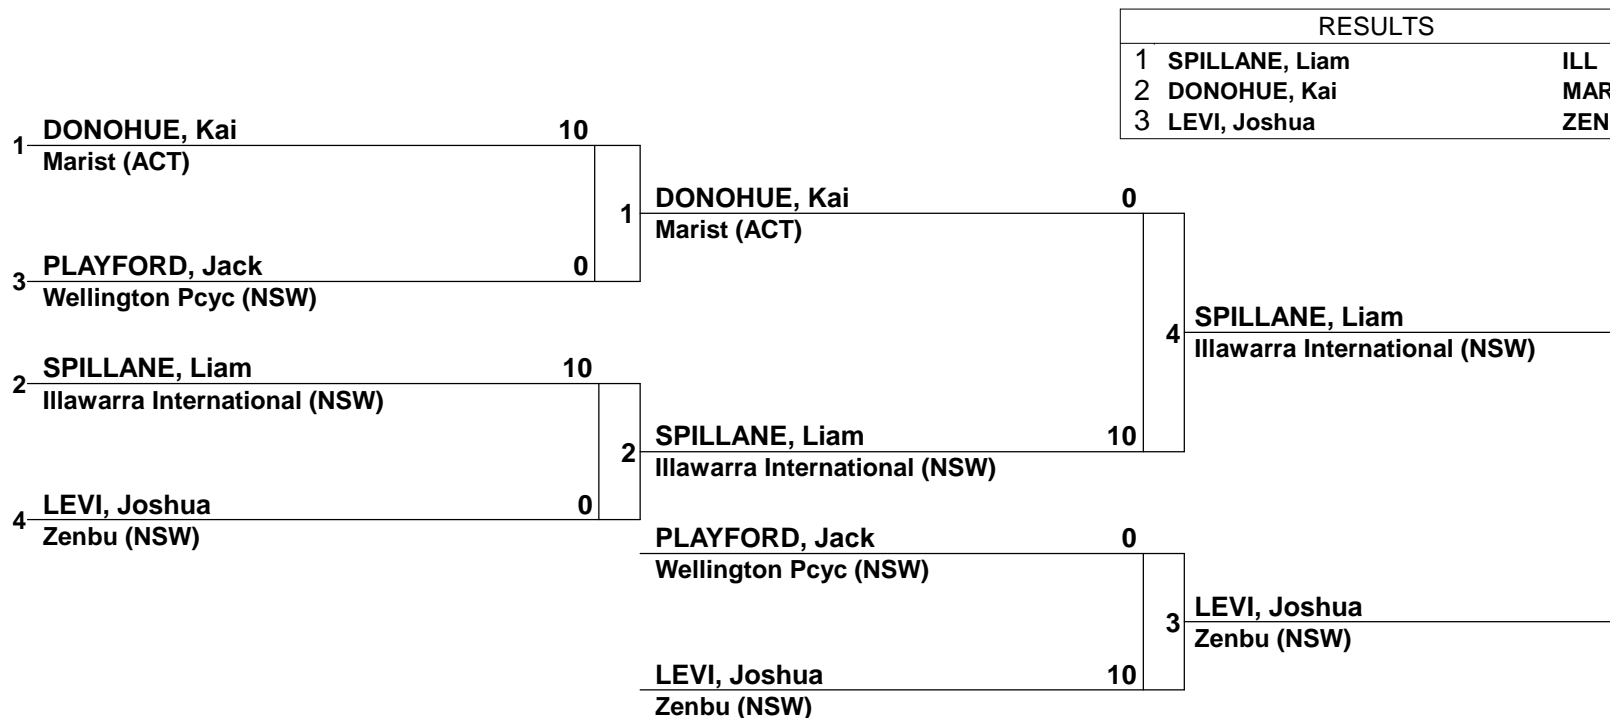 RESULTS
1 SPILLANE, Liam ILL
2 DONOHUE, Kai MAR
3 LEVI, Joshua ZEN
1 DONOHUE, Kai 10
Marist (ACT)
3 PLAYFORD, Jack 0
Wellington Pcyc (NSW)
1
2 SPILLANE, Liam 10
Illawarra International (NSW)
4 LEVI, Joshua 0
Zenbu (NSW)
2
DONOHUE, Kai 0
Marist (ACT)
SPILLANE, Liam 10
Illawarra International (NSW)
4
SPILLANE, Liam
Illawarra International (NSW)
PLAYFORD, Jack 0
Wellington Pcyc (NSW)
LEVI, Joshua 10
Zenbu (NSW)
3
LEVI, Joshua
Zenbu (NSW)